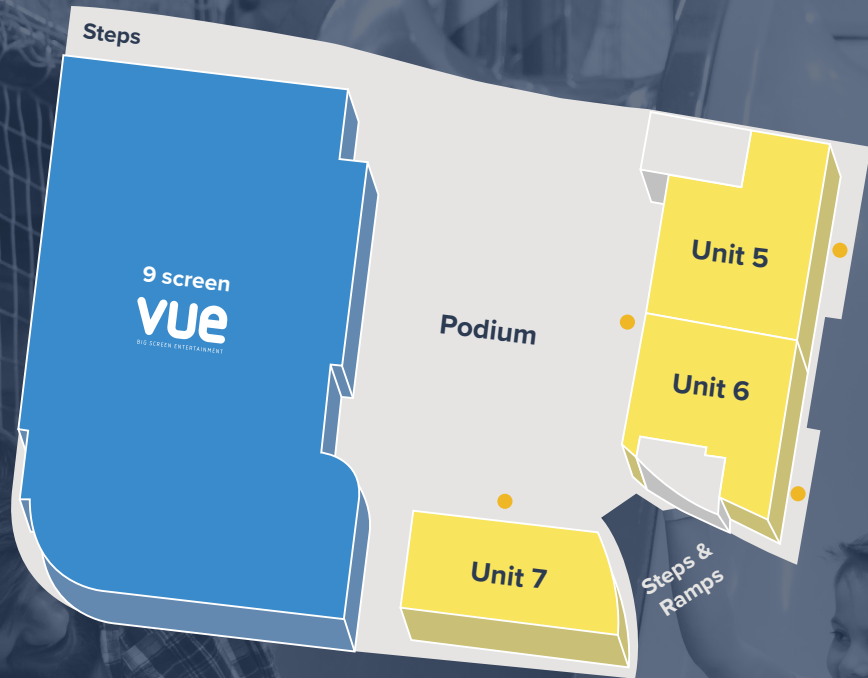 Steps
9 screen
vue
BIG SCREEN ENTERTAINMENT
Podium
Unit 5
Unit 6
Unit 7
Steps &
Ramps